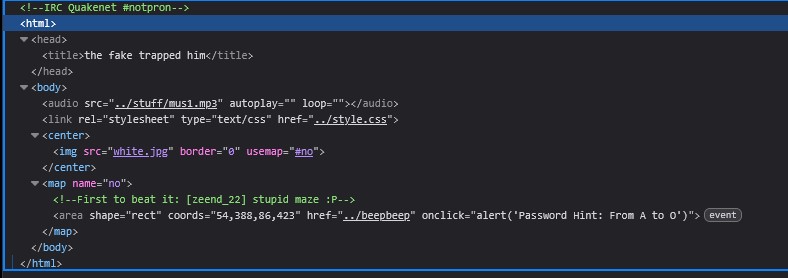 <!--IRC Quakenet #notpron-->
<html>
<head>
<title>the fake trapped him</title>
</head>
<body>
<audio src="../stuff/mus1.mp3" autoplay="" loop=""></audio>
<link rel="stylesheet" type="text/css" href="../style.css">
<center>
<img src="white.jpg" border="0" usemap="#no">
</center>
<map name="no">
<!--First to beat it: [zeend_22] stupid maze :P-->
<area shape="rect" coords="54,388,86,423" href="../beepbeep" onclick="alert('Password Hint: From A to O')"> event
</map>
</body>
</html>